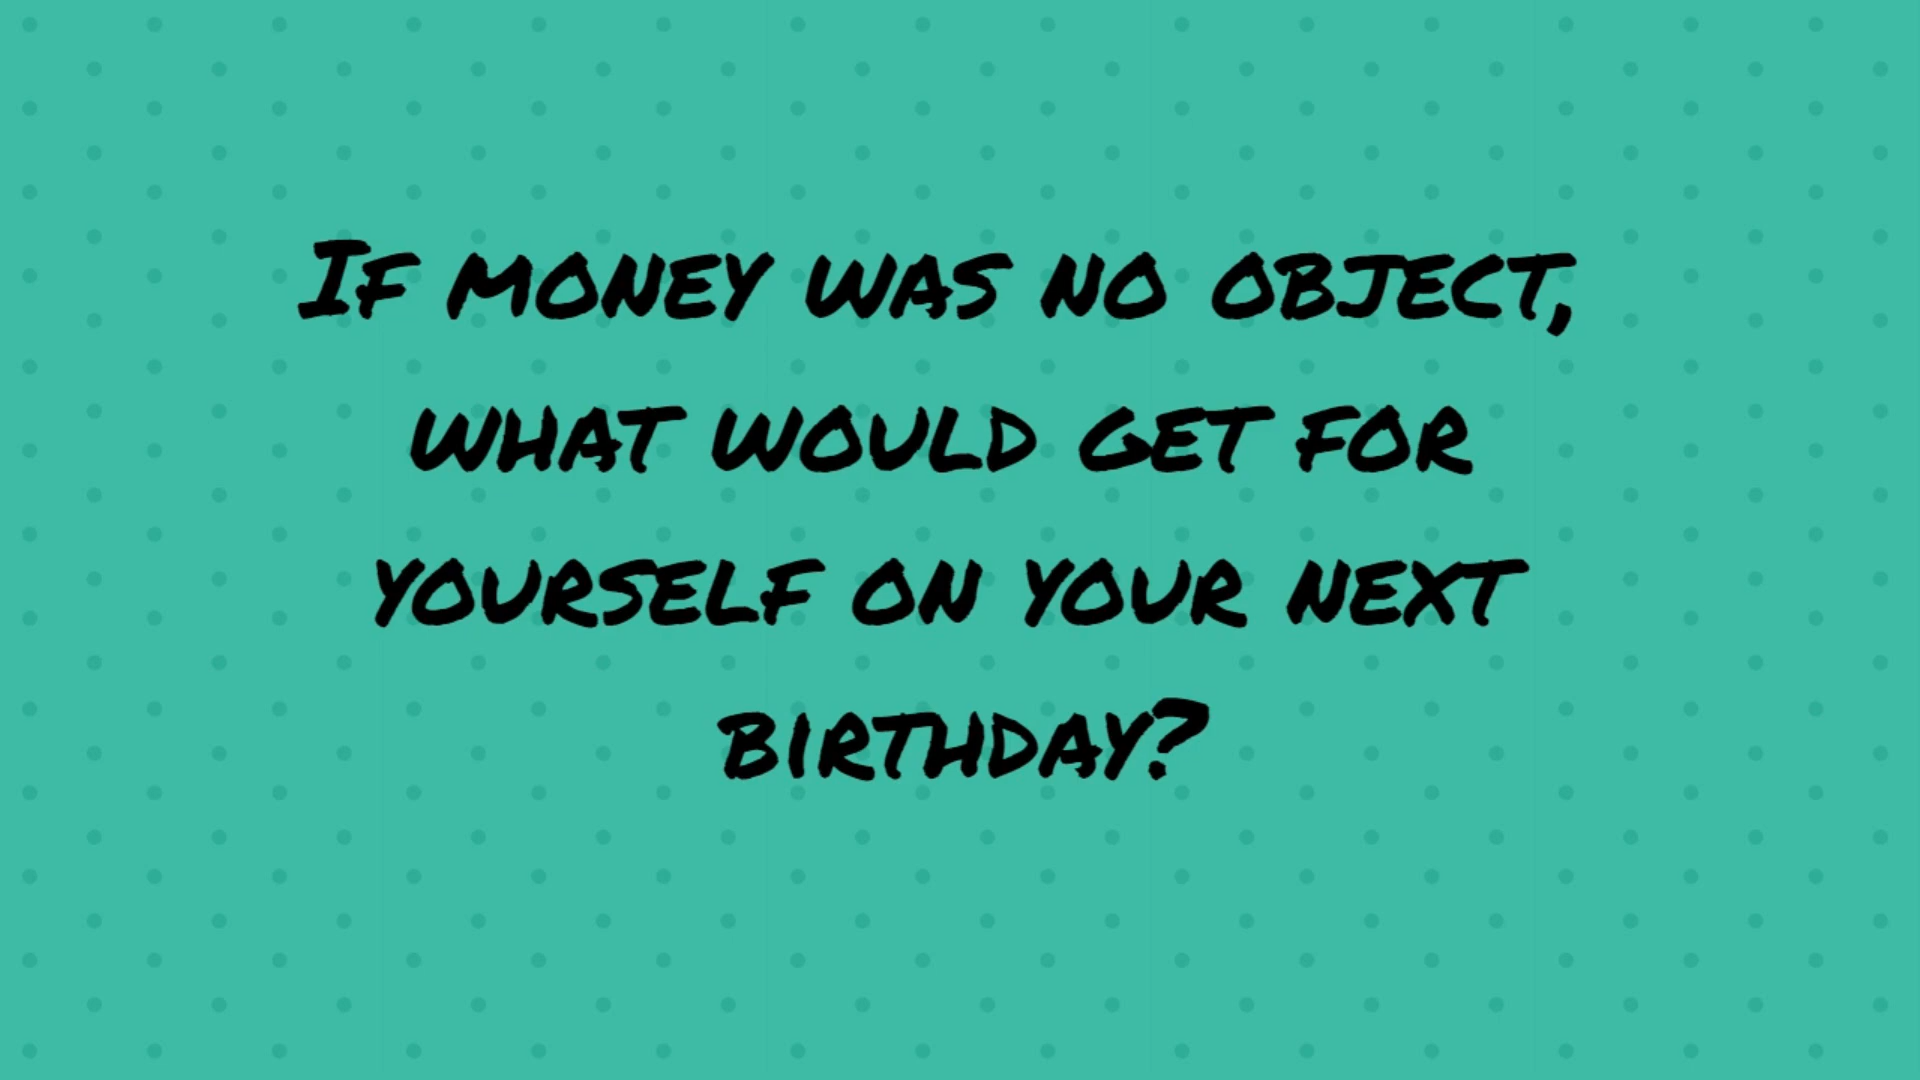 If money was no object,
what would get for
yourself on your next
birthday?